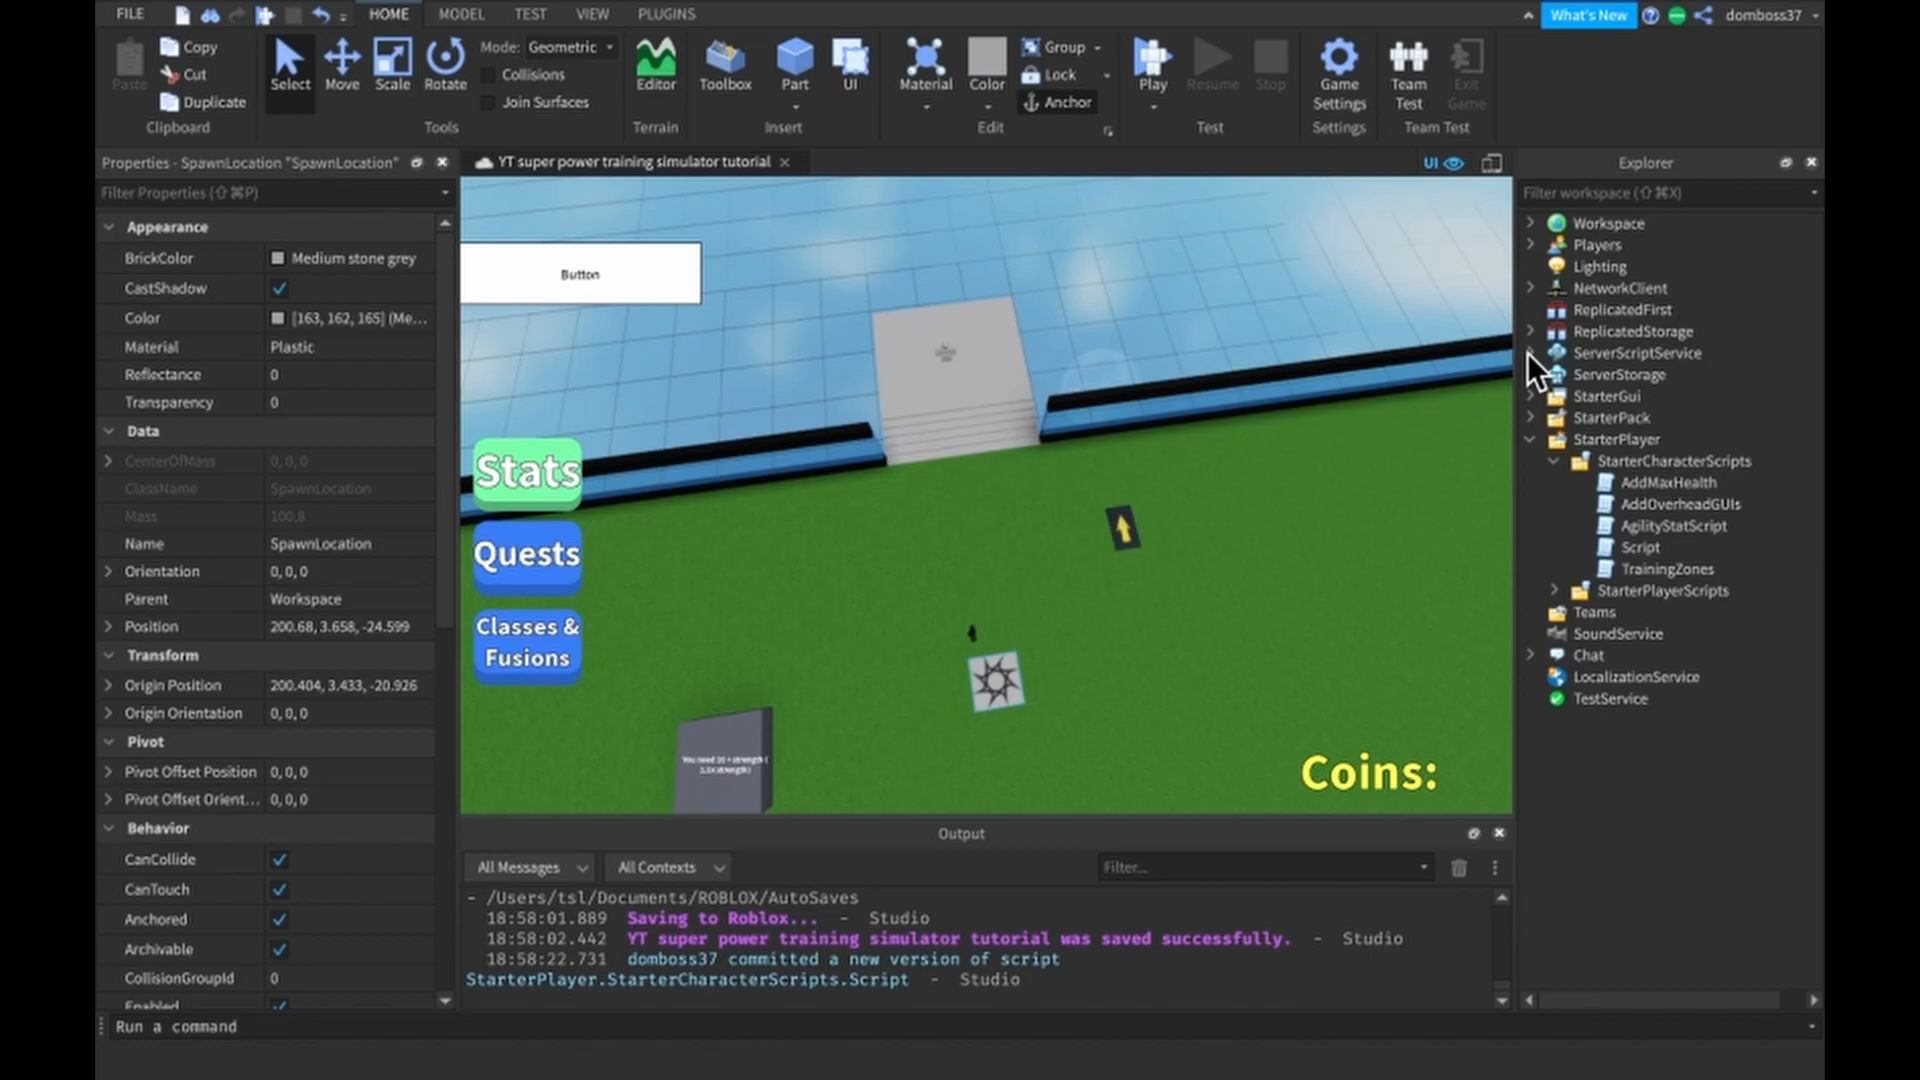 FILE
HOME
MODEL
TEST
VIEW
PLUGINS
What's New
domboss37
Paste
Copy
Cut
Duplicate
Clipboard
Select
Move
Scale
Rotate
Mode: Geometric
Collisions
Join Surfaces
Tools
Editor
Terrain
Toolbox
Part
UI
Insert
Material
Color
Group
Lock
Anchor
Edit
Play
Resume
Stop
Test
Game
Settings
Settings
Team
Test
Exit
Game
Team Test
Properties - SpawnLocation "SpawnLocation"
Filter Properties (⇧⌘P)
Appearance
BrickColor Medium stone grey
CastShadow
Color [163, 162, 165] (Me...
Material Plastic
Reflectance 0
Transparency 0
Data
CenterOfMass 0, 0, 0
ClassName SpawnLocation
Mass 100.8
Name SpawnLocation
Orientation 0, 0, 0
Parent Workspace
Position 200.68, 3.658, -24.599
Transform
Origin Position 200.404, 3.433, -20.926
Origin Orientation 0, 0, 0
Pivot
Pivot Offset Position 0, 0, 0
Pivot Offset Orient... 0, 0, 0
Behavior
CanCollide
CanTouch
Anchored
Archivable
CollisionGroupId 0
Enabled
YT super power training simulator tutorial
UI
Button
Stats
Quests
Classes &
Fusions
Coins:
Output
All Messages
All Contexts
Filter...
- /Users/tsl/Documents/ROBLOX/AutoSaves
18:58:01.889 Saving to Roblox... - Studio
18:58:02.442 YT super power training simulator tutorial was saved successfully. - Studio
18:58:22.731 domboss37 committed a new version of script
StarterPlayer.StarterCharacterScripts.Script - Studio
Explorer
Filter workspace (⇧⌘X)
Workspace
Players
Lighting
NetworkClient
ReplicatedFirst
ReplicatedStorage
ServerScriptService
ServerStorage
StarterGui
StarterPack
StarterPlayer
StarterCharacterScripts
AddMaxHealth
AddOverheadGUIs
AgilityStatScript
Script
TrainingZones
StarterPlayerScripts
Teams
SoundService
Chat
LocalizationService
TestService
Run a command